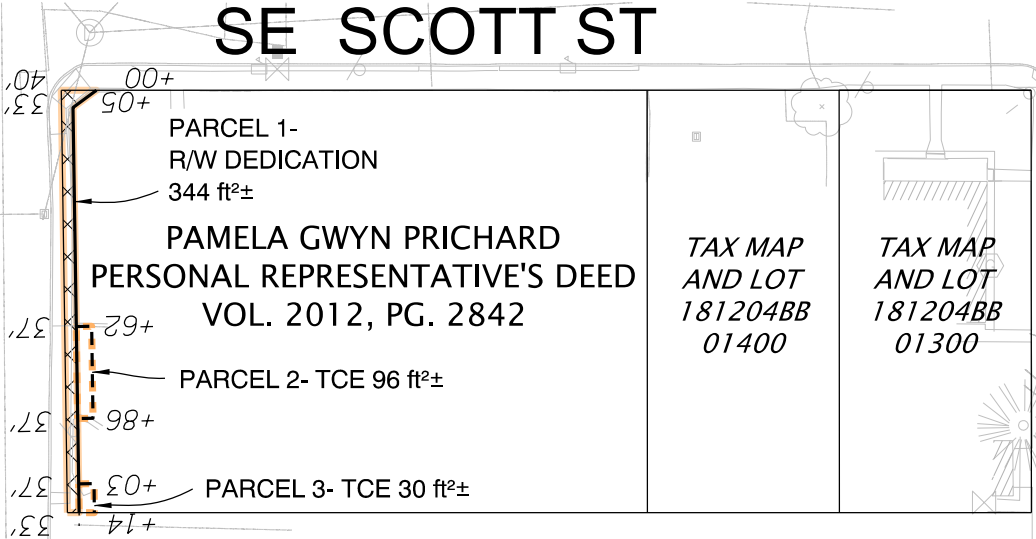 SE SCOTT ST
40'
+00
33'
+05
PARCEL 1-
R/W DEDICATION
344 ft²±
PAMELA GWYN PRICHARD
PERSONAL REPRESENTATIVE'S DEED
VOL. 2012, PG. 2842
TAX MAP
AND LOT
181204BB
01400
TAX MAP
AND LOT
181204BB
01300
37'
+62
PARCEL 2- TCE 96 ft²±
37'
+86
37'
+03
PARCEL 3- TCE 30 ft²±
33'
+14